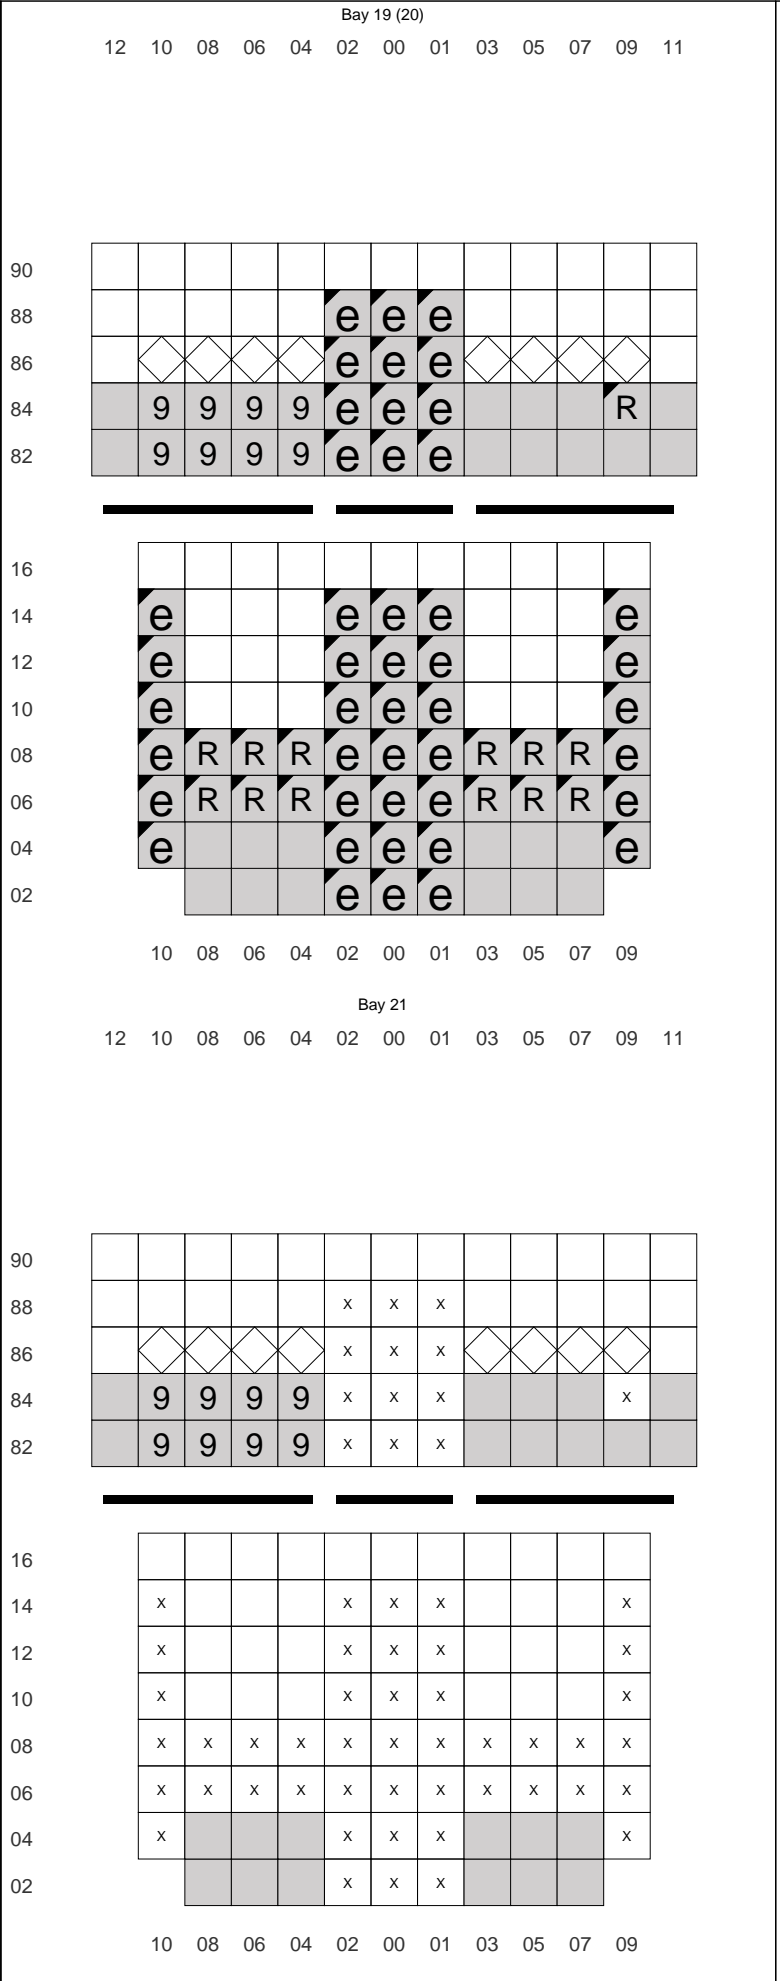 Bay 19 (20)
12 10 08 06 04 02 00 01 03 05 07 09 11
90
88 e e e
86 e e e
84 9 9 9 9 e e e R
82 9 9 9 9 e e e
16
14 e e e e e
12 e e e e e
10 e e e e e
08 e R R R e e e R R R e
06 e R R R e e e R R R e
04 e e e e e
02 e e e
10 08 06 04 02 00 01 03 05 07 09
Bay 21
12 10 08 06 04 02 00 01 03 05 07 09 11
90
88 x x x
86 x x x
84 9 9 9 9 x x x x
82 9 9 9 9 x x x
16
14 x x x x x
12 x x x x x
10 x x x x x
08 x x x x x x x x x x x
06 x x x x x x x x x x x
04 x x x x x
02 x x x
10 08 06 04 02 00 01 03 05 07 09